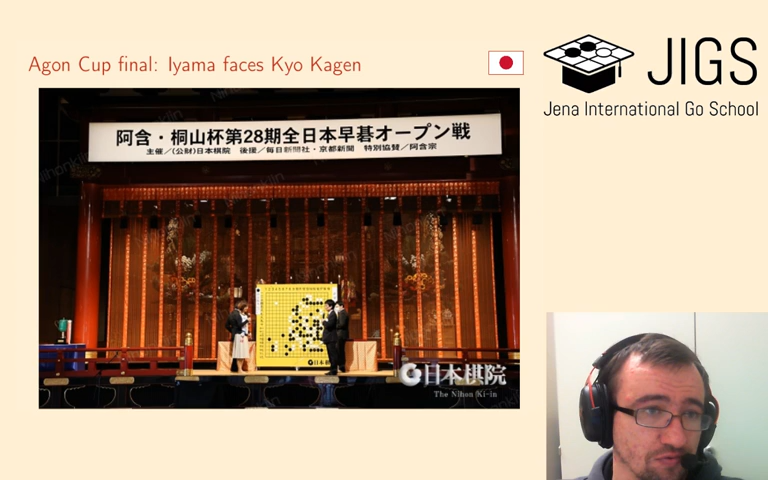 Agon Cup final: Iyama faces Kyo Kagen
JIGS
Jena International Go School
阿含・桐山杯第28期全日本早碁オープン戦
主催／(公財)日本棋院　後援／毎日新聞社・京都新聞　特別協賛／阿含宗
日本棋院
The Nihon Ki-in